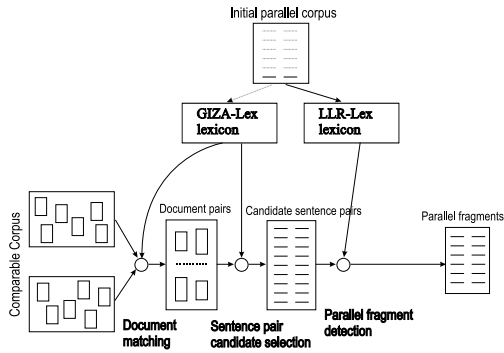 Initial parallel corpus
GIZA-Lex
lexicon
LLR-Lex
lexicon
Comparable Corpus
Document pairs
Candidate sentence pairs
Parallel fragments
Document
matching
Sentence pair
candidate selection
Parallel fragment
detection